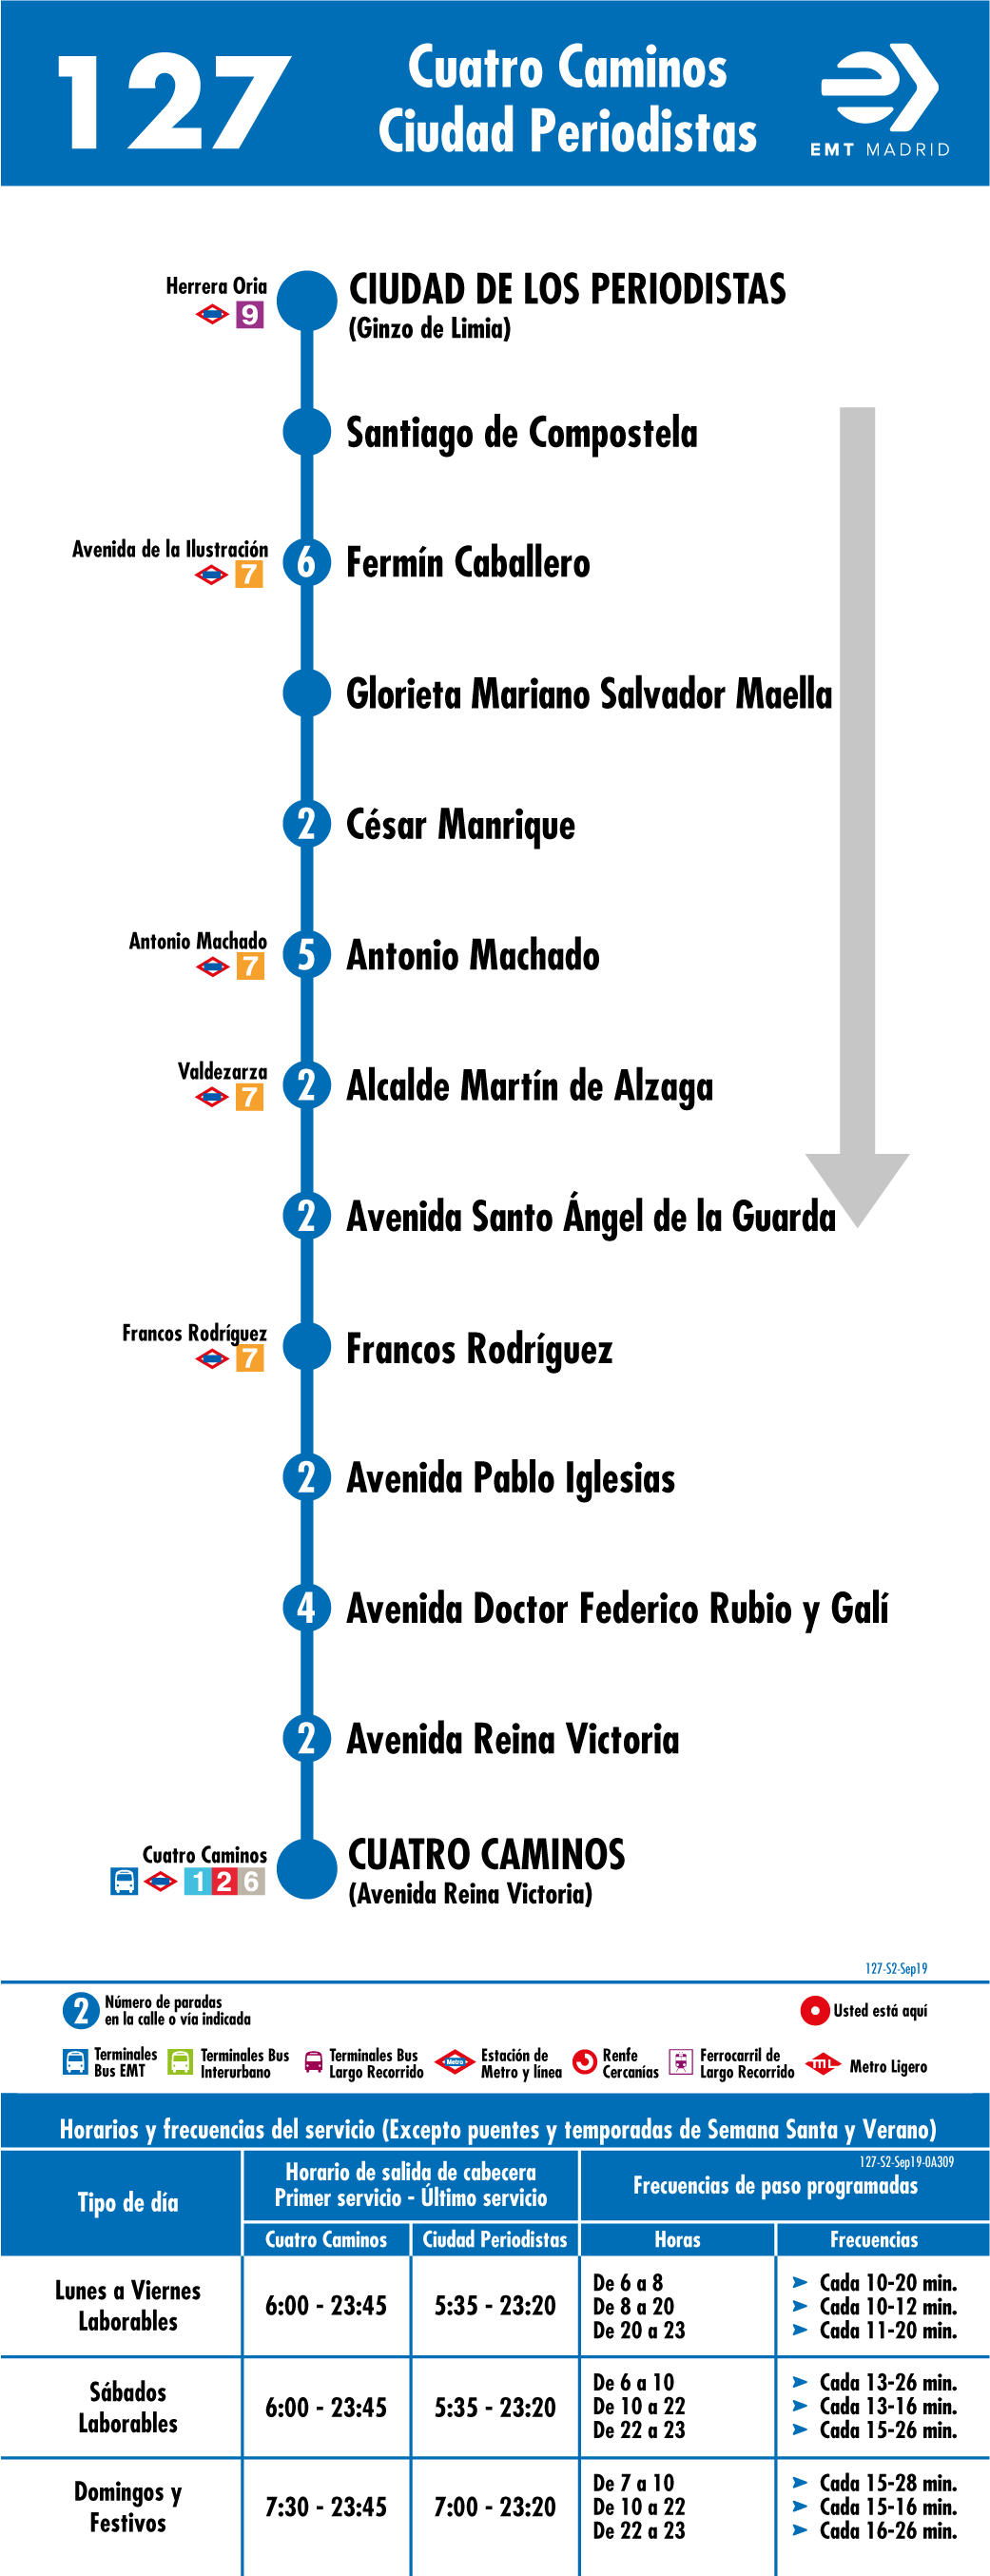 127
Cuatro Caminos
Ciudad Periodistas
EMT MADRID
Herrera Oria
9
CIUDAD DE LOS PERIODISTAS
(Ginzo de Limia)
Santiago de Compostela
Avenida de la Ilustración
7
6
Fermín Caballero
Glorieta Mariano Salvador Maella
2
César Manrique
Antonio Machado
7
5
Antonio Machado
Valdezarza
7
2
Alcalde Martín de Alzaga
2
Avenida Santo Ángel de la Guarda
Francos Rodríguez
7
Francos Rodríguez
2
Avenida Pablo Iglesias
4
Avenida Doctor Federico Rubio y Galí
2
Avenida Reina Victoria
Cuatro Caminos
1 2 6
CUATRO CAMINOS
(Avenida Reina Victoria)
127-S2-Sep19
2
Número de paradas
en la calle o vía indicada
Usted está aquí
Terminales
Bus EMT
Terminales Bus
Interurbano
Terminales Bus
Largo Recorrido
Metro
Estación de
Metro y línea
Renfe
Cercanías
Ferrocarril de
Largo Recorrido
ML
Metro Ligero
Horarios y frecuencias del servicio (Excepto puentes y temporadas de Semana Santa y Verano)
127-S2-Sep19-0A309
Tipo de día
Horario de salida de cabecera
Primer servicio - Último servicio
Frecuencias de paso programadas
Cuatro Caminos
Ciudad Periodistas
Horas
Frecuencias
Lunes a Viernes
Laborables
6:00 - 23:45
5:35 - 23:20
De 6 a 8
Cada 10-20 min.
De 8 a 20
Cada 10-12 min.
De 20 a 23
Cada 11-20 min.
Sábados
Laborables
6:00 - 23:45
5:35 - 23:20
De 6 a 10
Cada 13-26 min.
De 10 a 22
Cada 13-16 min.
De 22 a 23
Cada 15-26 min.
Domingos y
Festivos
7:30 - 23:45
7:00 - 23:20
De 7 a 10
Cada 15-28 min.
De 10 a 22
Cada 15-16 min.
De 22 a 23
Cada 16-26 min.